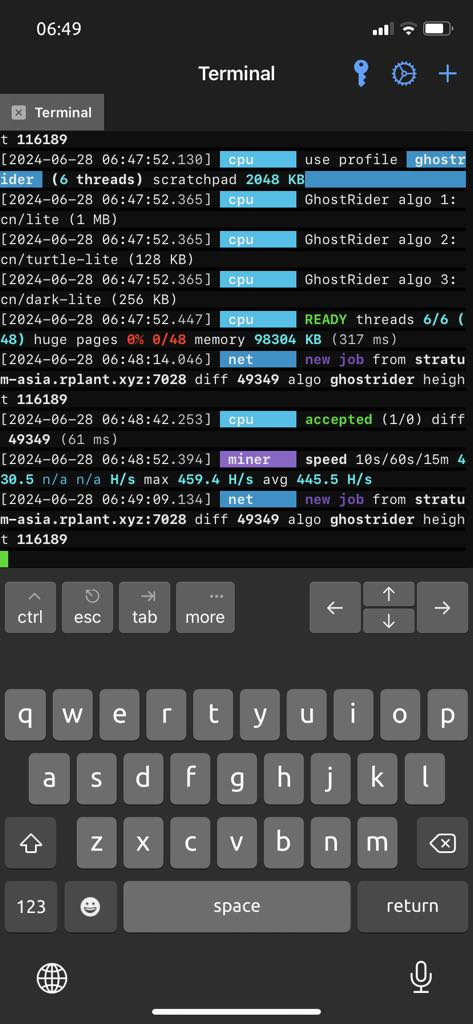 06:49
Terminal
Terminal
t 116189
[2024-06-28 06:47:52.130] cpu use profile ghostr
ider (6 threads) scratchpad 2048 KB
[2024-06-28 06:47:52.365] cpu GhostRider algo 1:
cn/lite (1 MB)
[2024-06-28 06:47:52.365] cpu GhostRider algo 2:
cn/turtle-lite (128 KB)
[2024-06-28 06:47:52.365] cpu GhostRider algo 3:
cn/dark-lite (256 KB)
[2024-06-28 06:47:52.447] cpu READY threads 6/6 (
48) huge pages 0% 0/48 memory 98304 KB (317 ms)
[2024-06-28 06:48:14.046] net new job from stratu
m-asia.rplant.xyz:7028 diff 49349 algo ghostrider heigh
t 116189
[2024-06-28 06:48:42.253] cpu accepted (1/0) diff
49349 (61 ms)
[2024-06-28 06:48:52.394] miner speed 10s/60s/15m 4
30.5 n/a n/a H/s max 459.4 H/s avg 445.5 H/s
[2024-06-28 06:49:09.134] net new job from stratu
m-asia.rplant.xyz:7028 diff 49349 algo ghostrider heigh
t 116189
ctrl esc tab more
q w e r t y u i o p
a s d f g h j k l
z x c v b n m
123 space return